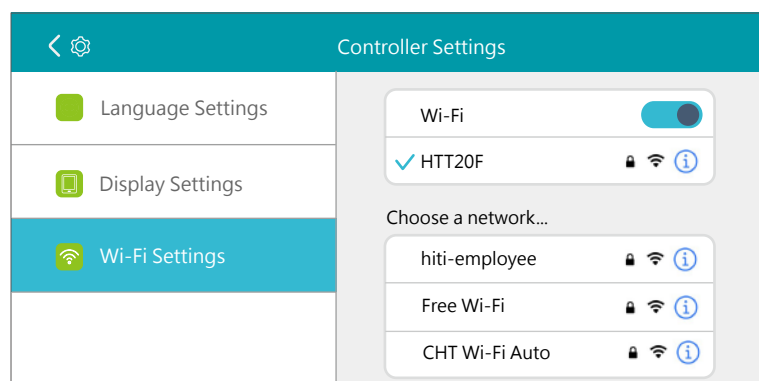 Controller Settings
Language Settings
Display Settings
Wi-Fi Settings
Wi-Fi
HTT20F
Choose a network...
hiti-employee
Free Wi-Fi
CHT Wi-Fi Auto